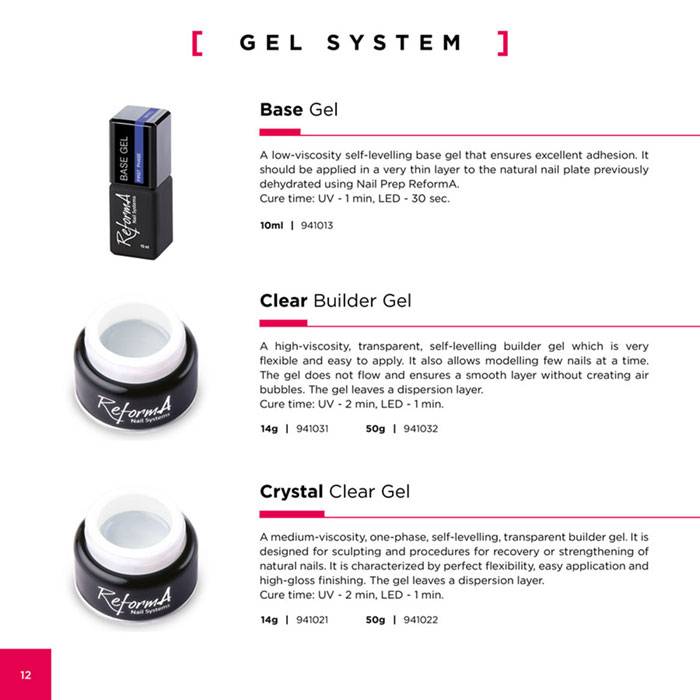 [ GEL SYSTEM ]
Base Gel
A low-viscosity self-levelling base gel that ensures excellent adhesion. It
should be applied in a very thin layer to the natural nail plate previously
dehydrated using Nail Prep ReformA.
Cure time: UV - 1 min, LED - 30 sec.
10ml | 941013
BASE GEL
FIRST PHASE
ReformA
Nail Systems
10 ml
Clear Builder Gel
A high-viscosity, transparent, self-levelling builder gel which is very
flexible and easy to apply. It also allows modelling few nails at a time.
The gel does not flow and ensures a smooth layer without creating air
bubbles. The gel leaves a dispersion layer.
Cure time: UV - 2 min, LED - 1 min.
14g | 941031 50g | 941032
ReformA
Nail Systems
Crystal Clear Gel
A medium-viscosity, one-phase, self-levelling, transparent builder gel. It is
designed for sculpting and procedures for recovery or strengthening of
natural nails. It is characterized by perfect flexibility, easy application and
high-gloss finishing. The gel leaves a dispersion layer.
Cure time: UV - 2 min, LED - 1 min.
14g | 941021 50g | 941022
ReformA
Nail Systems
12